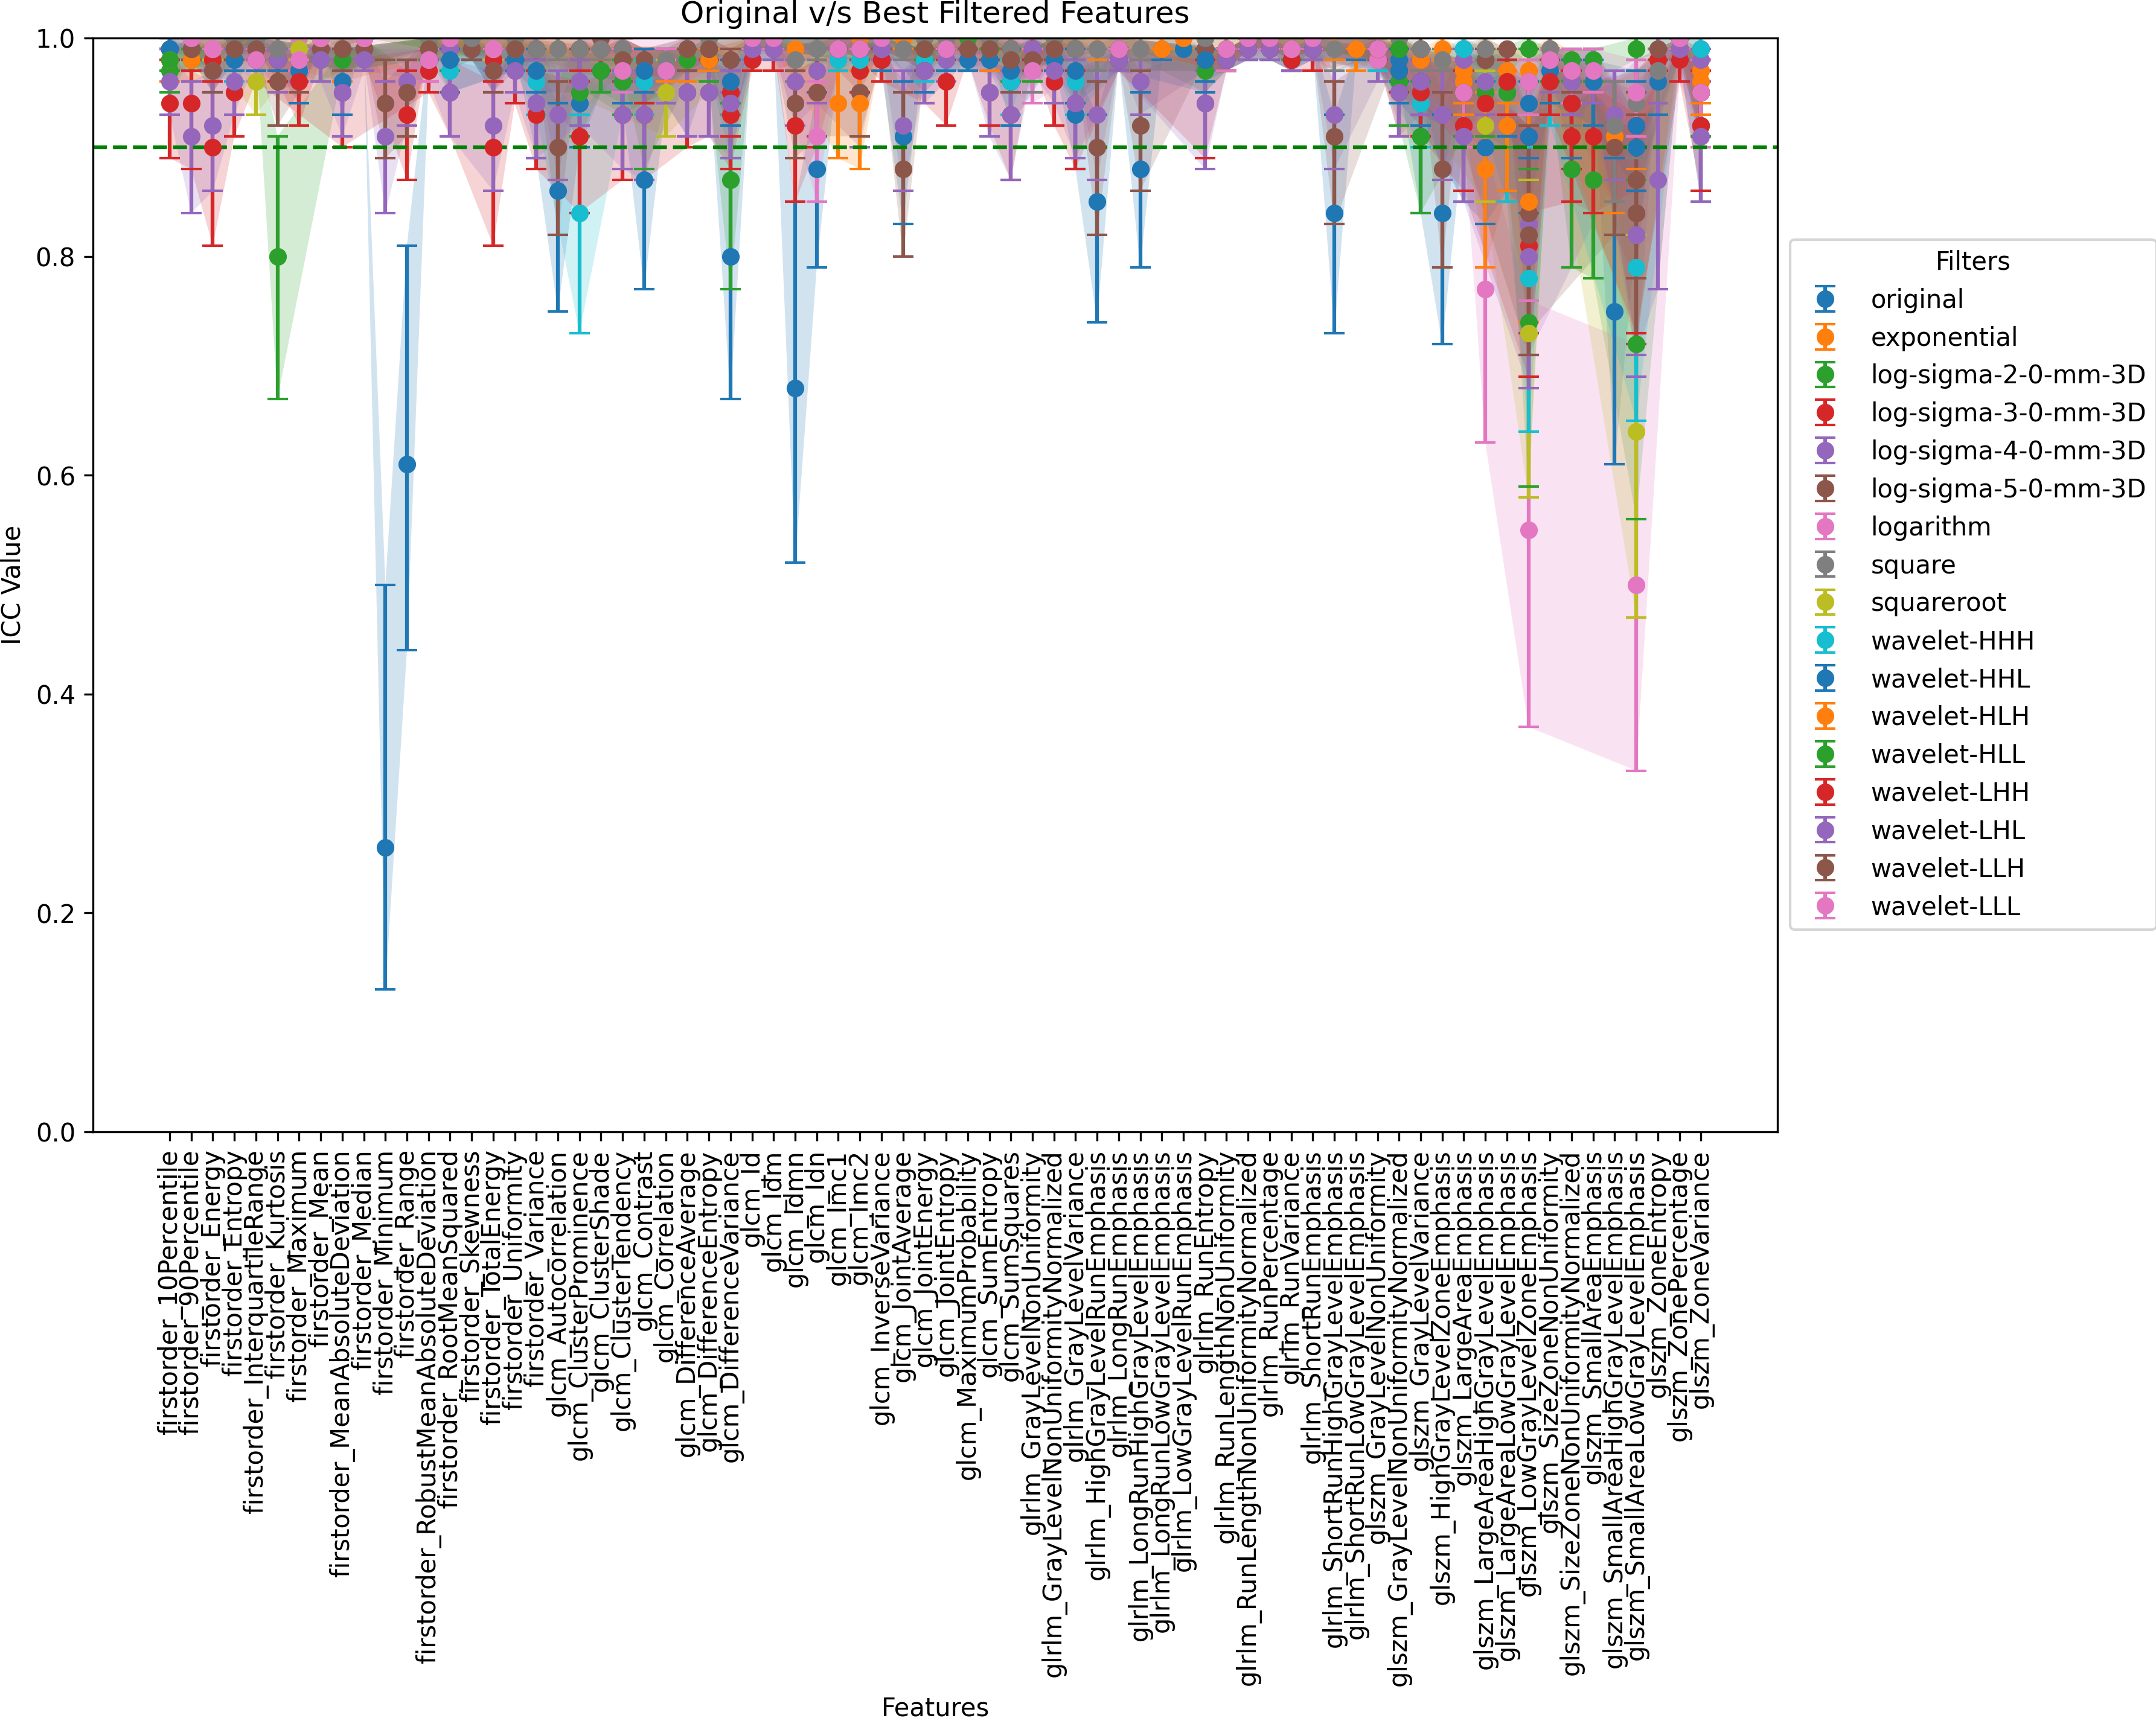 Original v/s Best Filtered Features
ICC Value
1.0
0.8
0.6
0.4
0.2
0.0
firstorder_10Percentile
firstorder_90Percentile
firstorder_Energy
firstorder_Entropy
firstorder_InterquartileRange
firstorder_Kurtosis
firstorder_Maximum
firstorder_Mean
firstorder_MeanAbsoluteDeviation
firstorder_Median
firstorder_Minimum
firstorder_Range
firstorder_RobustMeanAbsoluteDeviation
firstorder_RootMeanSquared
firstorder_Skewness
firstorder_TotalEnergy
firstorder_Uniformity
firstorder_Variance
glcm_Autocorrelation
glcm_ClusterProminence
glcm_ClusterShade
glcm_ClusterTendency
glcm_Contrast
glcm_Correlation
glcm_DifferenceAverage
glcm_DifferenceEntropy
glcm_DifferenceVariance
glcm_Id
glcm_Idm
glcm_Idmn
glcm_Idn
glcm_Imc1
glcm_Imc2
glcm_InverseVariance
glcm_JointAverage
glcm_JointEnergy
glcm_JointEntropy
glcm_MaximumProbability
glcm_SumEntropy
glcm_SumSquares
glrlm_GrayLevelNonUniformity
glrlm_GrayLevelNonUniformityNormalized
glrlm_GrayLevelVariance
glrlm_HighGrayLevelRunEmphasis
glrlm_LongRunEmphasis
glrlm_LongRunHighGrayLevelEmphasis
glrlm_LongRunLowGrayLevelEmphasis
glrlm_LowGrayLevelRunEmphasis
glrlm_RunEntropy
glrlm_RunLengthNonUniformity
glrlm_RunLengthNonUniformityNormalized
glrlm_RunPercentage
glrlm_RunVariance
glrlm_ShortRunEmphasis
glrlm_ShortRunHighGrayLevelEmphasis
glrlm_ShortRunLowGrayLevelEmphasis
glszm_GrayLevelNonUniformity
glszm_GrayLevelNonUniformityNormalized
glszm_GrayLevelVariance
glszm_HighGrayLevelZoneEmphasis
glszm_LargeAreaEmphasis
glszm_LargeAreaHighGrayLevelEmphasis
glszm_LargeAreaLowGrayLevelEmphasis
glszm_LowGrayLevelZoneEmphasis
glszm_SizeZoneNonUniformity
glszm_SizeZoneNonUniformityNormalized
glszm_SmallAreaEmphasis
glszm_SmallAreaHighGrayLevelEmphasis
glszm_SmallAreaLowGrayLevelEmphasis
glszm_ZoneEntropy
glszm_ZonePercentage
glszm_ZoneVariance
Features
Filters
original
exponential
log-sigma-2-0-mm-3D
log-sigma-3-0-mm-3D
log-sigma-4-0-mm-3D
log-sigma-5-0-mm-3D
logarithm
square
squareroot
wavelet-HHH
wavelet-HHL
wavelet-HLH
wavelet-HLL
wavelet-LHH
wavelet-LHL
wavelet-LLH
wavelet-LLL